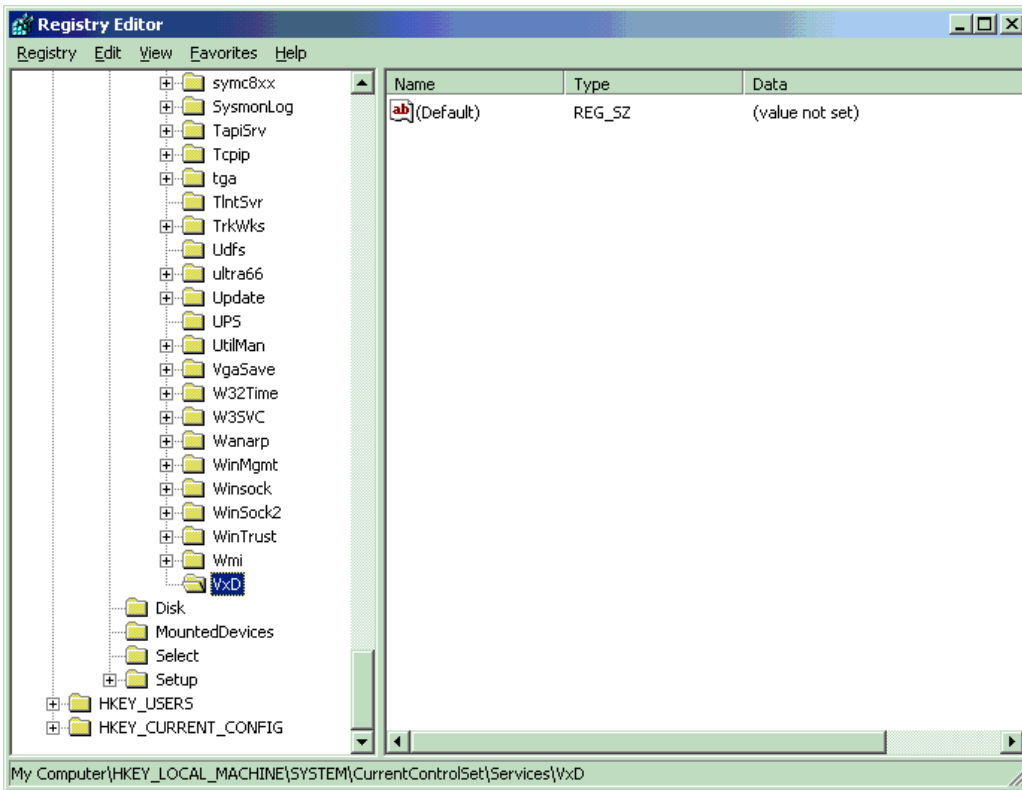 Registry Editor
Registry Edit View Favorites Help
symc8xx
SysmonLog
TapiSrv
Tcpip
tga
TlntSvr
TrkWks
Udfs
ultra66
Update
UPS
UtilMan
VgaSave
W32Time
W3SVC
Wanarp
WinMgmt
Winsock
WinSock2
WinTrust
Wmi
VxD
Disk
MountedDevices
Select
Setup
HKEY_USERS
HKEY_CURRENT_CONFIG
Name Type Data
ab (Default) REG_SZ (value not set)
My Computer\HKEY_LOCAL_MACHINE\SYSTEM\CurrentControlSet\Services\VxD